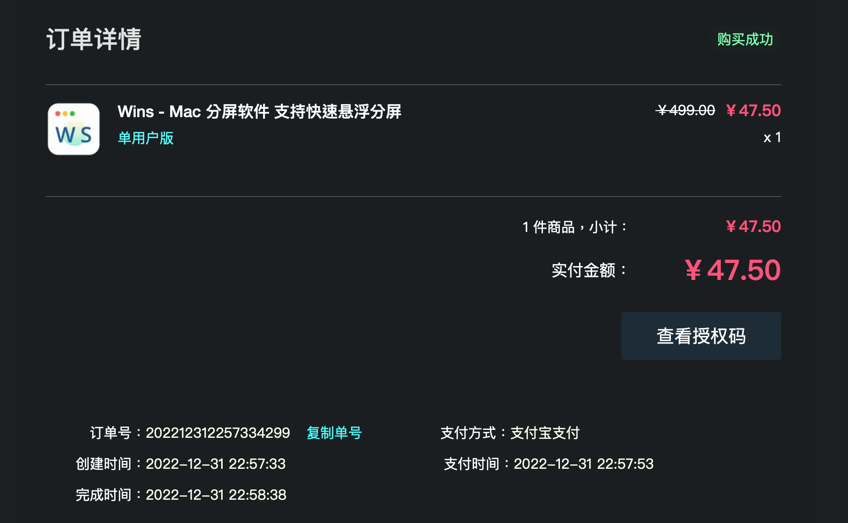 订单详情
购买成功
W S
Wins - Mac 分屏软件 支持快速悬浮分屏
￥499.00 ￥47.50
单用户版
x 1
1 件商品，小计： ￥47.50
实付金额： ￥47.50
查看授权码
订单号：202212312257334299 复制单号
支付方式：支付宝支付
创建时间：2022-12-31 22:57:33
支付时间：2022-12-31 22:57:53
完成时间：2022-12-31 22:58:38